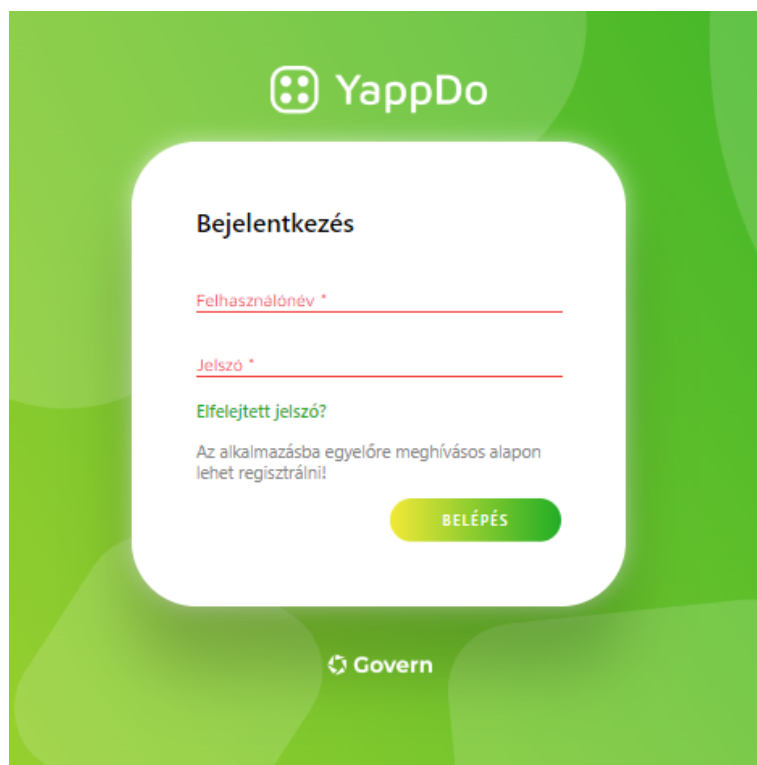 YappDo
Bejelentkezés
Felhasználónév *
Jelszó *
Elfelejtett jelszó?
Az alkalmazásba egyelőre meghívásos alapon
lehet regisztrálni!
BELÉPÉS
Govern